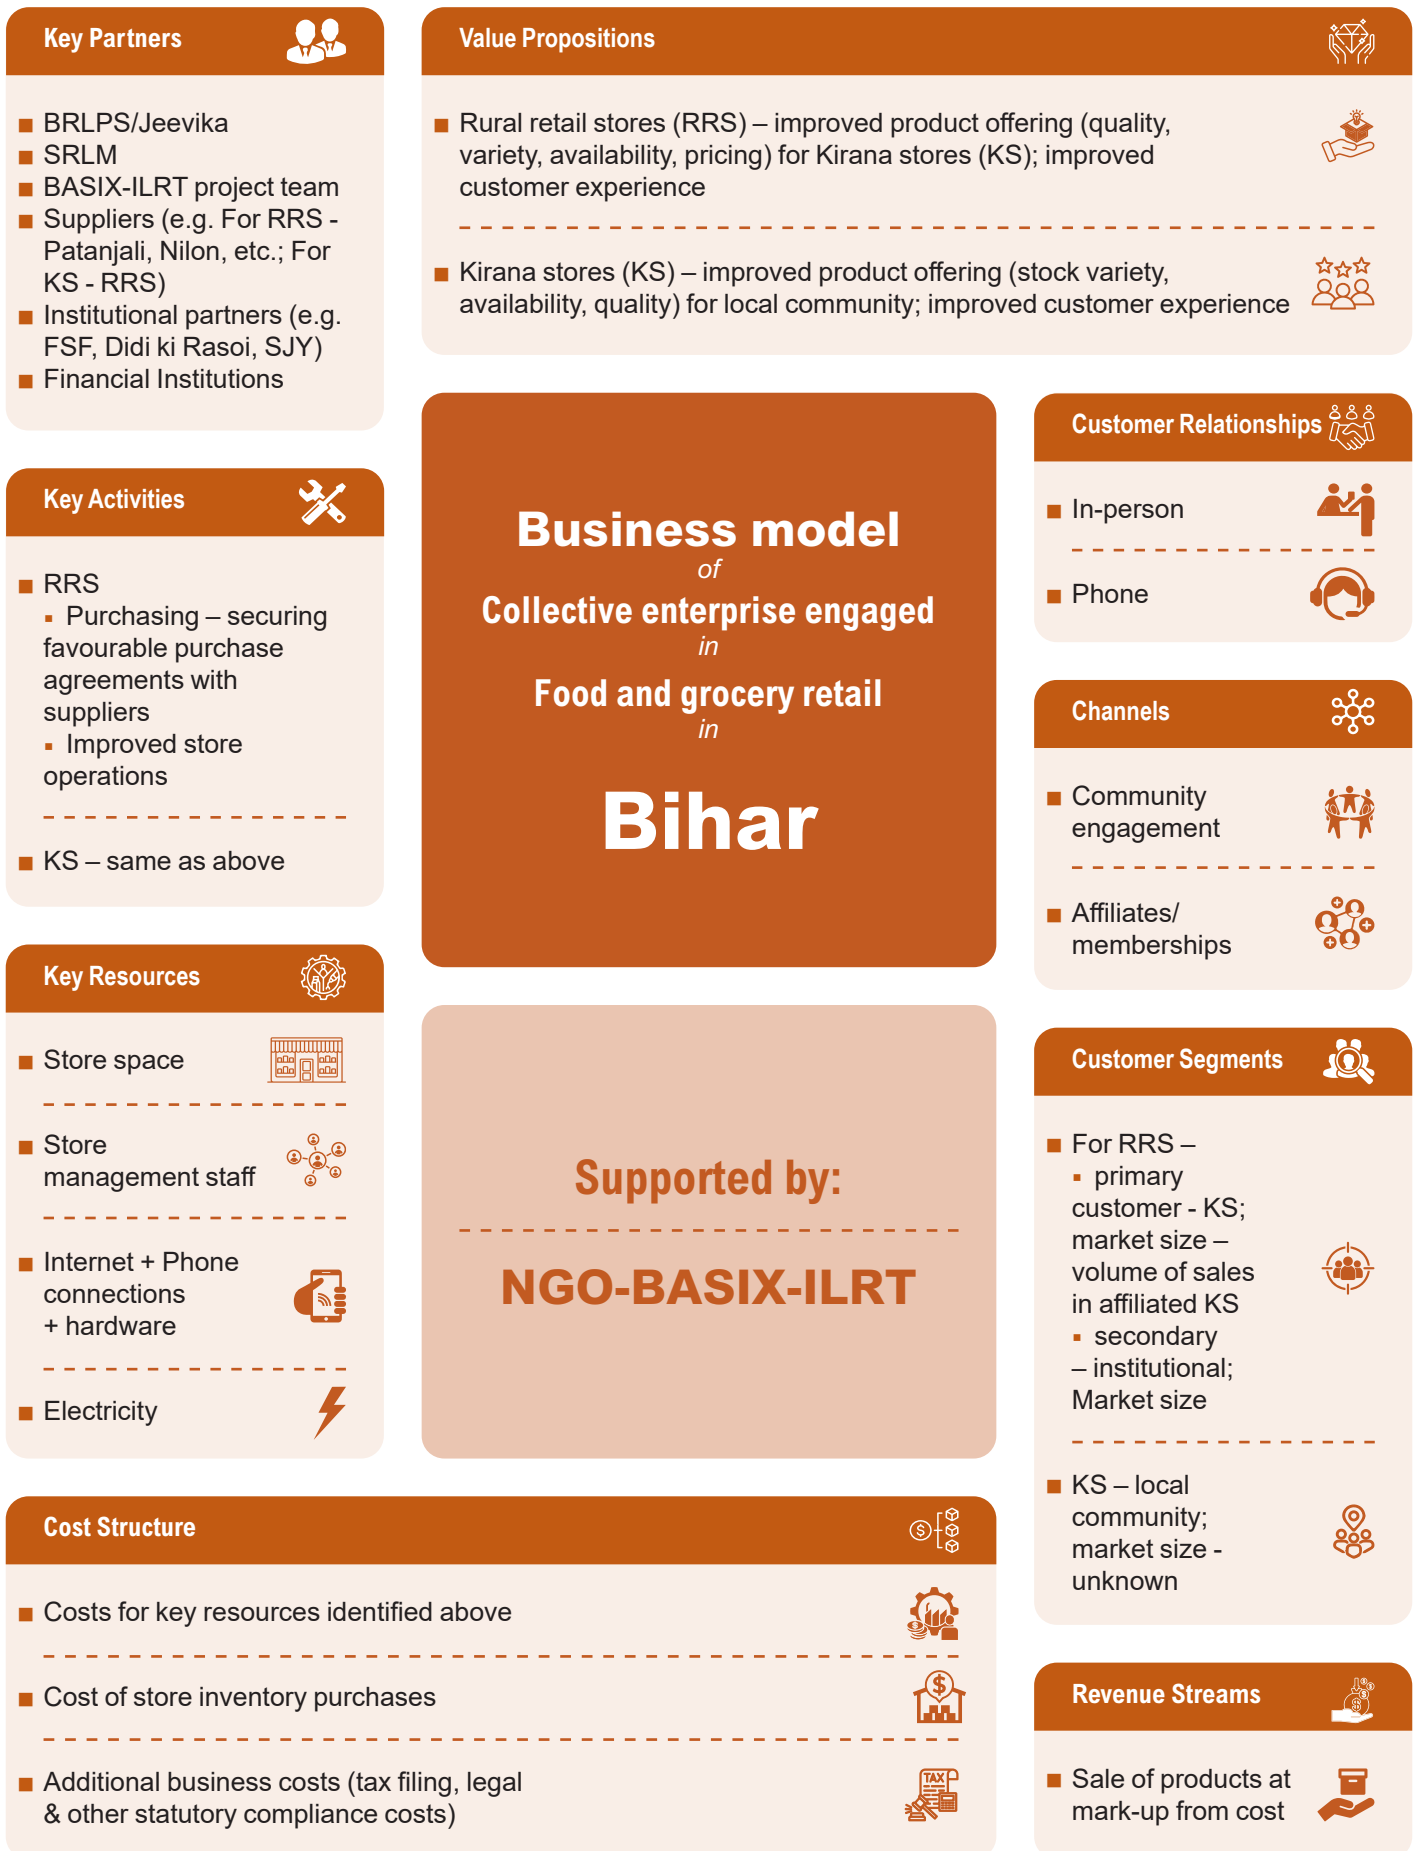 Key Partners
■ BRLPS/Jeevika
■ SRLM
■ BASIX-ILRT project team
■ Suppliers (e.g. For RRS -
Patanjali, Nilon, etc.; For
KS - RRS)
■ Institutional partners (e.g.
FSF, Didi ki Rasoi, SJY)
■ Financial Institutions
Value Propositions
■ Rural retail stores (RRS) – improved product offering (quality,
variety, availability, pricing) for Kirana stores (KS); improved
customer experience
■ Kirana stores (KS) – improved product offering (stock variety,
availability, quality) for local community; improved customer experience
Key Activities
■ RRS
▪ Purchasing – securing
favourable purchase
agreements with
suppliers
▪ Improved store
operations
■ KS – same as above
Business model
of
Collective enterprise engaged
in
Food and grocery retail
in
Bihar
Customer Relationships
■ In-person
■ Phone
Channels
■ Community
engagement
■ Affiliates/
memberships
Key Resources
■ Store space
■ Store
management staff
■ Internet + Phone
connections
+ hardware
■ Electricity
Supported by:
NGO-BASIX-ILRT
Customer Segments
■ For RRS –
▪ primary
customer - KS;
market size –
volume of sales
in affiliated KS
▪ secondary
– institutional;
Market size
■ KS – local
community;
market size -
unknown
Cost Structure
■ Costs for key resources identified above
■ Cost of store inventory purchases
■ Additional business costs (tax filing, legal
& other statutory compliance costs)
TAX
Revenue Streams
■ Sale of products at
mark-up from cost